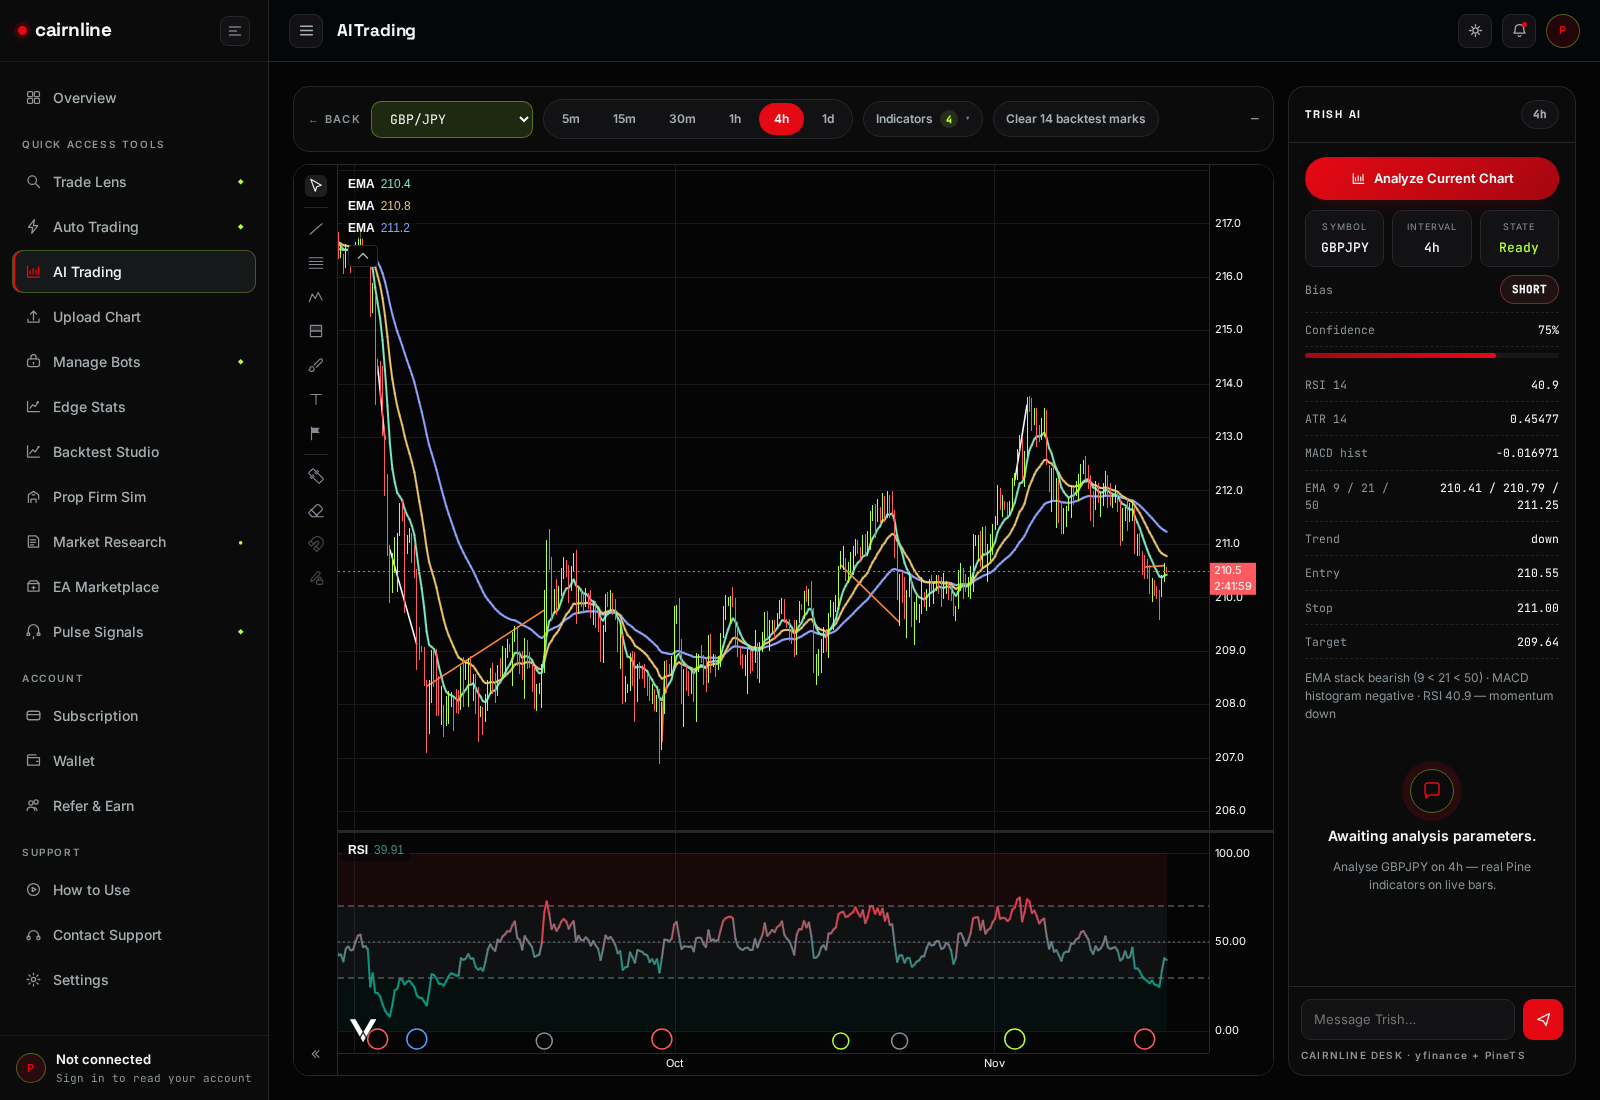 cairnline
AI Trading
P
Overview
QUICK ACCESS TOOLS
Trade Lens
Auto Trading
AI Trading
Upload Chart
Manage Bots
Edge Stats
Backtest Studio
Prop Firm Sim
Market Research
EA Marketplace
Pulse Signals
ACCOUNT
Subscription
Wallet
Refer & Earn
SUPPORT
How to Use
Contact Support
Settings
P
Not connected
Sign in to read your account
← BACK
GBP/JPY
5m 15m 30m 1h 4h 1d
Indicators 4
Clear 14 backtest marks
–
EMA 210.4
EMA 210.8
EMA 211.2
217.0
216.0
215.0
214.0
213.0
212.0
211.0
210.5
2:41:59
210.0
209.0
208.0
207.0
206.0
RSI 39.91
100.00
50.00
0.00
Oct Nov
TRISH AI
4h
Analyze Current Chart
SYMBOL INTERVAL STATE
GBPJPY 4h Ready
Bias SHORT
Confidence 75%
RSI 14 40.9
ATR 14 0.45477
MACD hist -0.016971
EMA 9 / 21 / 210.41 / 210.79 /
50 211.25
Trend down
Entry 210.55
Stop 211.00
Target 209.64
EMA stack bearish (9 < 21 < 50) · MACD
histogram negative · RSI 40.9 — momentum
down
Awaiting analysis parameters.
Analyse GBPJPY on 4h — real Pine
indicators on live bars.
Message Trish...
CAIRNLINE DESK · yfinance + PineTS